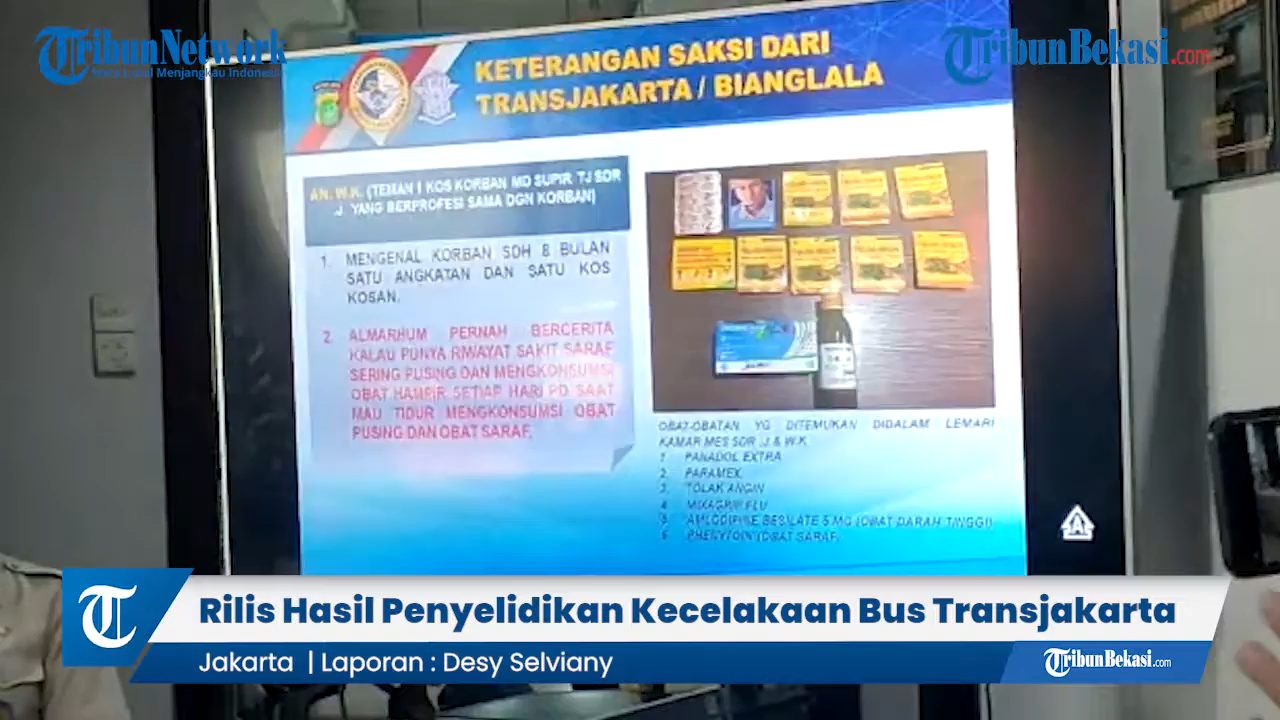 TribunNetwork
Mata Lokal Menjangkau Indonesia
TribunBekasi.com
KETERANGAN SAKSI DARI
TRANSJAKARTA / BIANGLALA
AN. W.K. (TEMAN 1 KOS KORBAN MD SUPIR TJ SDR
.J. YANG BERPROFESI SAMA DGN KORBAN)
1. MENGENAL KORBAN SDH 8 BULAN
SATU ANGKATAN DAN SATU KOS
KOSAN.
2. ALMARHUM PERNAH BERCERITA
KALAU PUNYA RIWAYAT SAKIT SARAF
SERING PUSING DAN MENGKONSUMSI
OBAT HAMPIR SETIAP HARI PD SAAT
MAU TIDUR MENGKONSUMSI OBAT
PUSING DAN OBAT SARAF.
OBAT-OBATAN YG DITEMUKAN DIDALAM LEMARI
KAMAR MES SDR .J & W.K.
1. PANADOL EXTRA
2. PARAMEX
3. TOLAK ANGIN
4. MIXAGRIP FLU
5. AMLODIPINE BESILATE 5 MG (OBAT DARAH TINGGI)
6. PHENYTOIN (OBAT SARAF.
A
T
Rilis Hasil Penyelidikan Kecelakaan Bus Transjakarta
Jakarta | Laporan : Desy Selviany
TribunBekasi.com